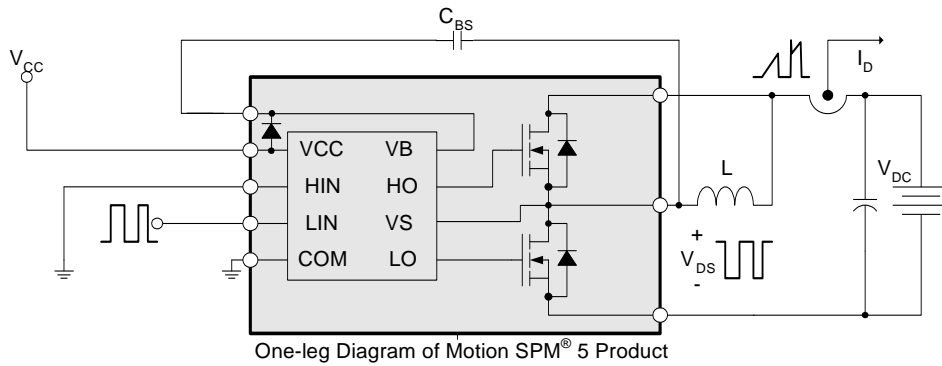 C_BS
V_CC
I_D
VCC VB
HIN HO
LIN VS
COM LO
L
V_DC
+
V_DS
-
One-leg Diagram of Motion SPM® 5 Product